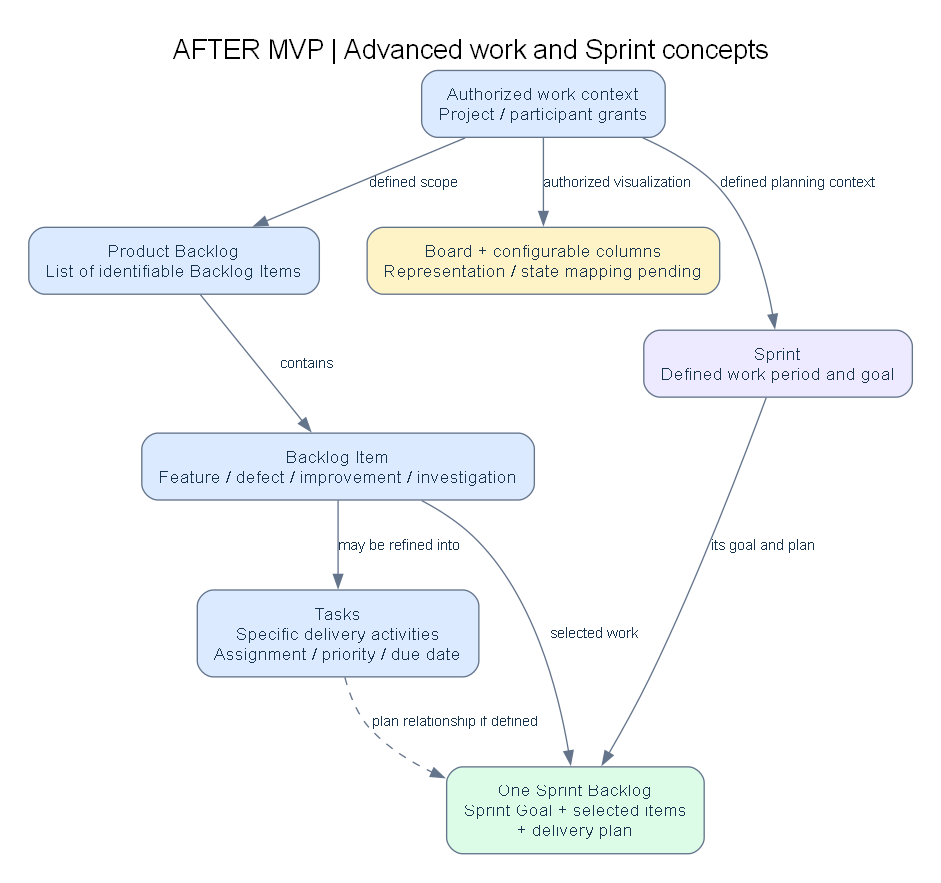 AFTER MVP | Advanced work and Sprint concepts
Authorized work context
Project / participant grants
defined scope
authorized visualization
defined planning context
Product Backlog
List of identifiable Backlog Items
Board + configurable columns
Representation / state mapping pending
Sprint
Defined work period and goal
contains
Backlog Item
Feature / defect / improvement / investigation
may be refined into
its goal and plan
Tasks
Specific delivery activities
Assignment / priority / due date
selected work
plan relationship if defined
One Sprint Backlog
Sprint Goal + selected items
+ delivery plan